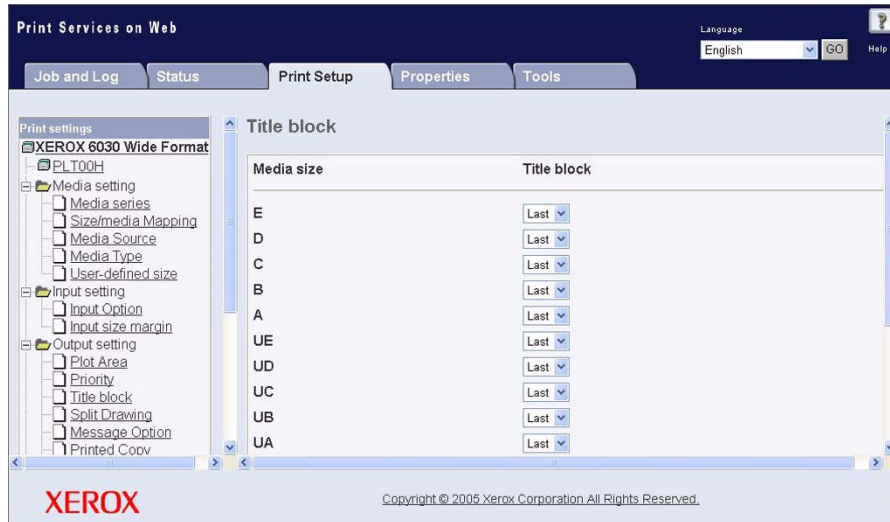 Print Services on Web
Language
English
GO
?
Help
Job and Log
Status
Print Setup
Properties
Tools
Print settings
XEROX 6030 Wide Format
PLT00H
Media setting
Media series
Size/media Mapping
Media Source
Media Type
User-defined size
Input setting
Input Option
Input size margin
Output setting
Plot Area
Priority
Title block
Split Drawing
Message Option
Printed Copy
Title block
Media size Title block
E Last
D Last
C Last
B Last
A Last
UE Last
UD Last
UC Last
UB Last
UA Last
XEROX
Copyright © 2005 Xerox Corporation All Rights Reserved.